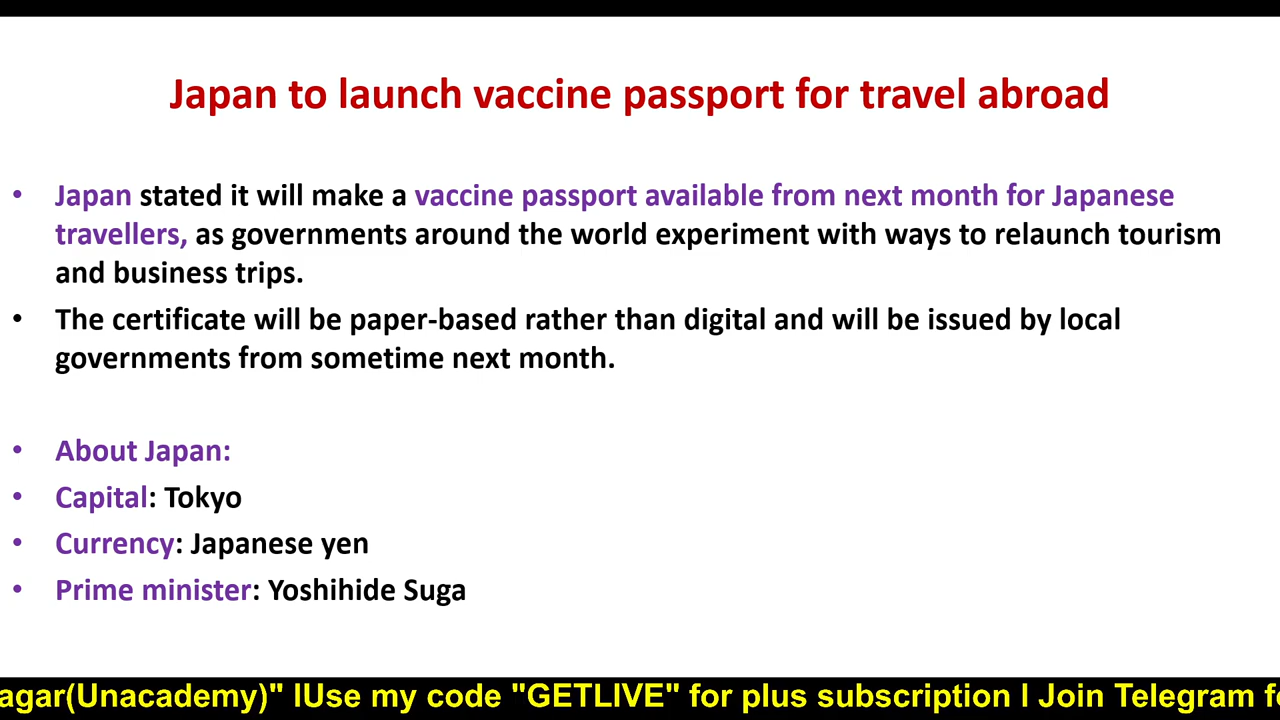 Japan to launch vaccine passport for travel abroad
• Japan stated it will make a vaccine passport available from next month for Japanese
travellers, as governments around the world experiment with ways to relaunch tourism
and business trips.
• The certificate will be paper-based rather than digital and will be issued by local
governments from sometime next month.
• About Japan:
• Capital: Tokyo
• Currency: Japanese yen
• Prime minister: Yoshihide Suga
agar(Unacademy)" lUse my code "GETLIVE" for plus subscription l Join Telegram